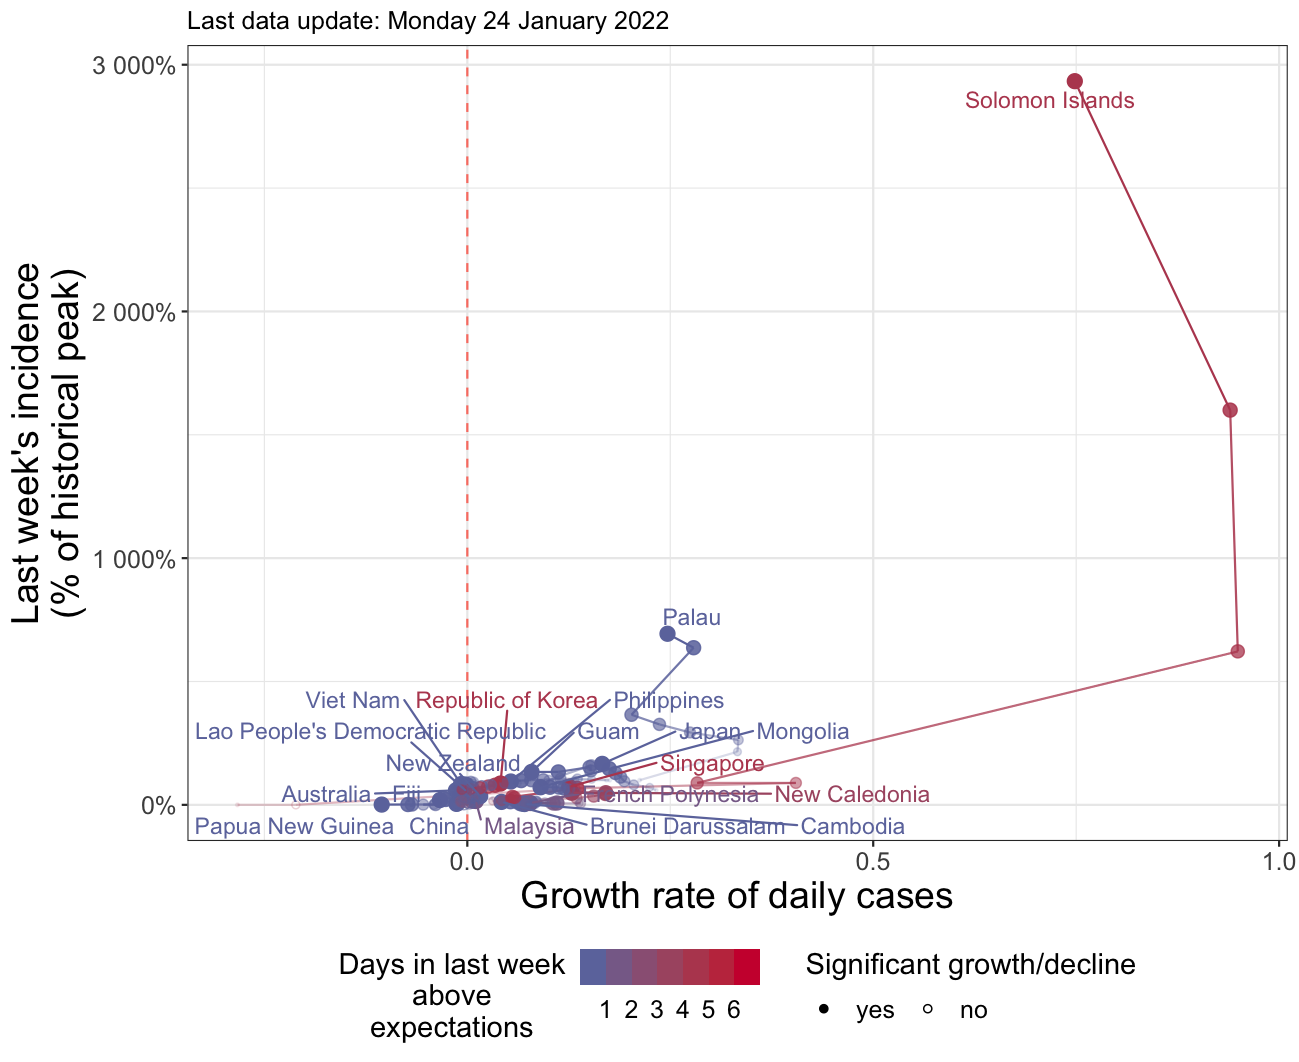 Last data update: Monday 24 January 2022
3 000%
2 000%
1 000%
0%
Last week's incidence
(% of historical peak)
Solomon Islands
Palau
Viet Nam
Republic of Korea
Philippines
Lao People's Democratic Republic
Guam
Japan
Mongolia
New Zealand
Singapore
Australia
Fiji
French Polynesia
New Caledonia
Papua New Guinea
China
Malaysia
Brunei Darussalam
Cambodia
0.0
0.5
1.0
Growth rate of daily cases
Days in last week
above
expectations
1 2 3 4 5 6
Significant growth/decline
yes
no